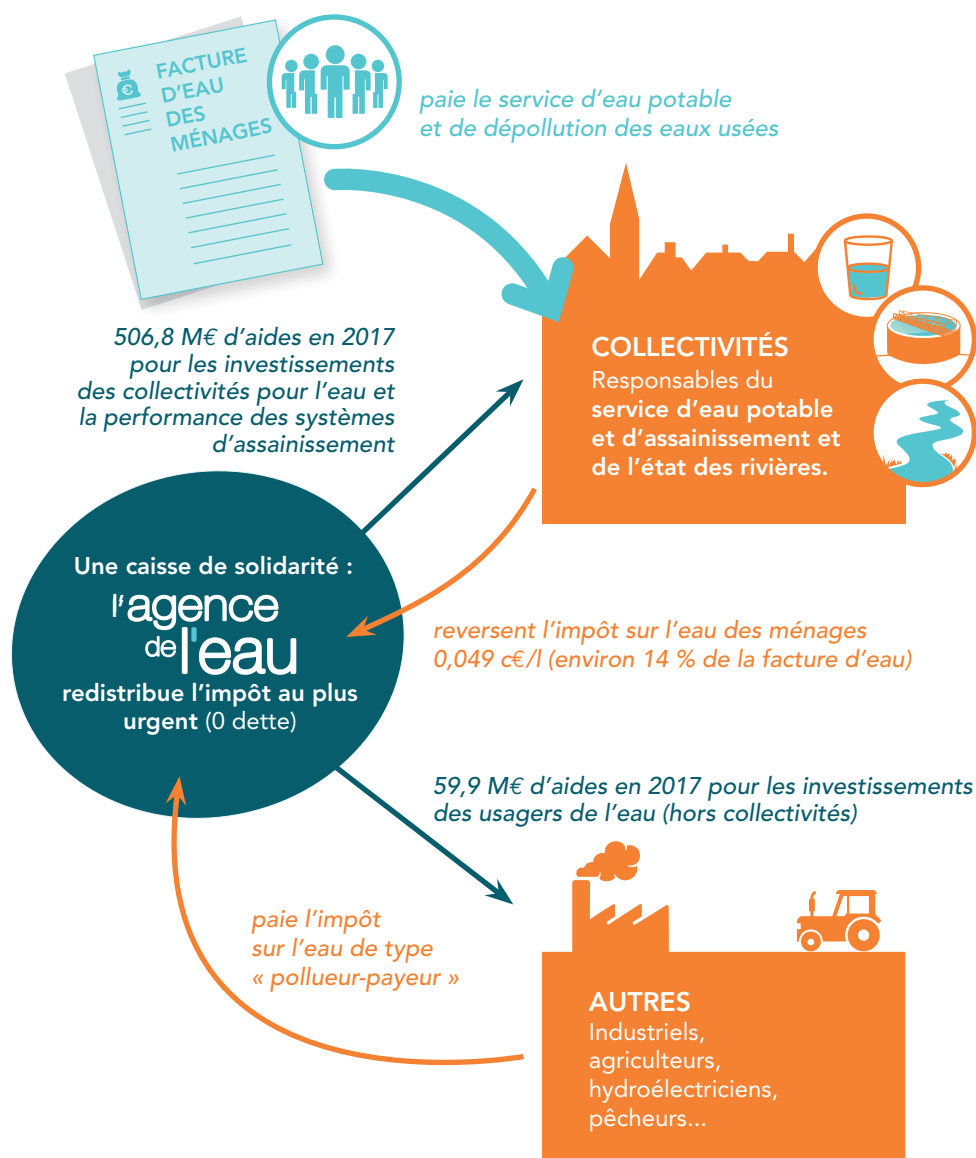 FACTURE
D'EAU
DES
MÉNAGES
paie le service d'eau potable
et de dépollution des eaux usées
506,8 M€ d'aides en 2017
pour les investissements
des collectivités pour l'eau et
la performance des systèmes
d'assainissement
COLLECTIVITÉS
Responsables du
service d'eau potable
et d'assainissement et
de l'état des rivières.
Une caisse de solidarité :
l'agence
de l'eau
redistribue l'impôt au plus
urgent (0 dette)
reversent l'impôt sur l'eau des ménages
0,049 c€/l (environ 14 % de la facture d'eau)
59,9 M€ d'aides en 2017 pour les investissements
des usagers de l'eau (hors collectivités)
paie l'impôt
sur l'eau de type
« pollueur-payeur »
AUTRES
Industriels,
agriculteurs,
hydroélectriciens,
pêcheurs...